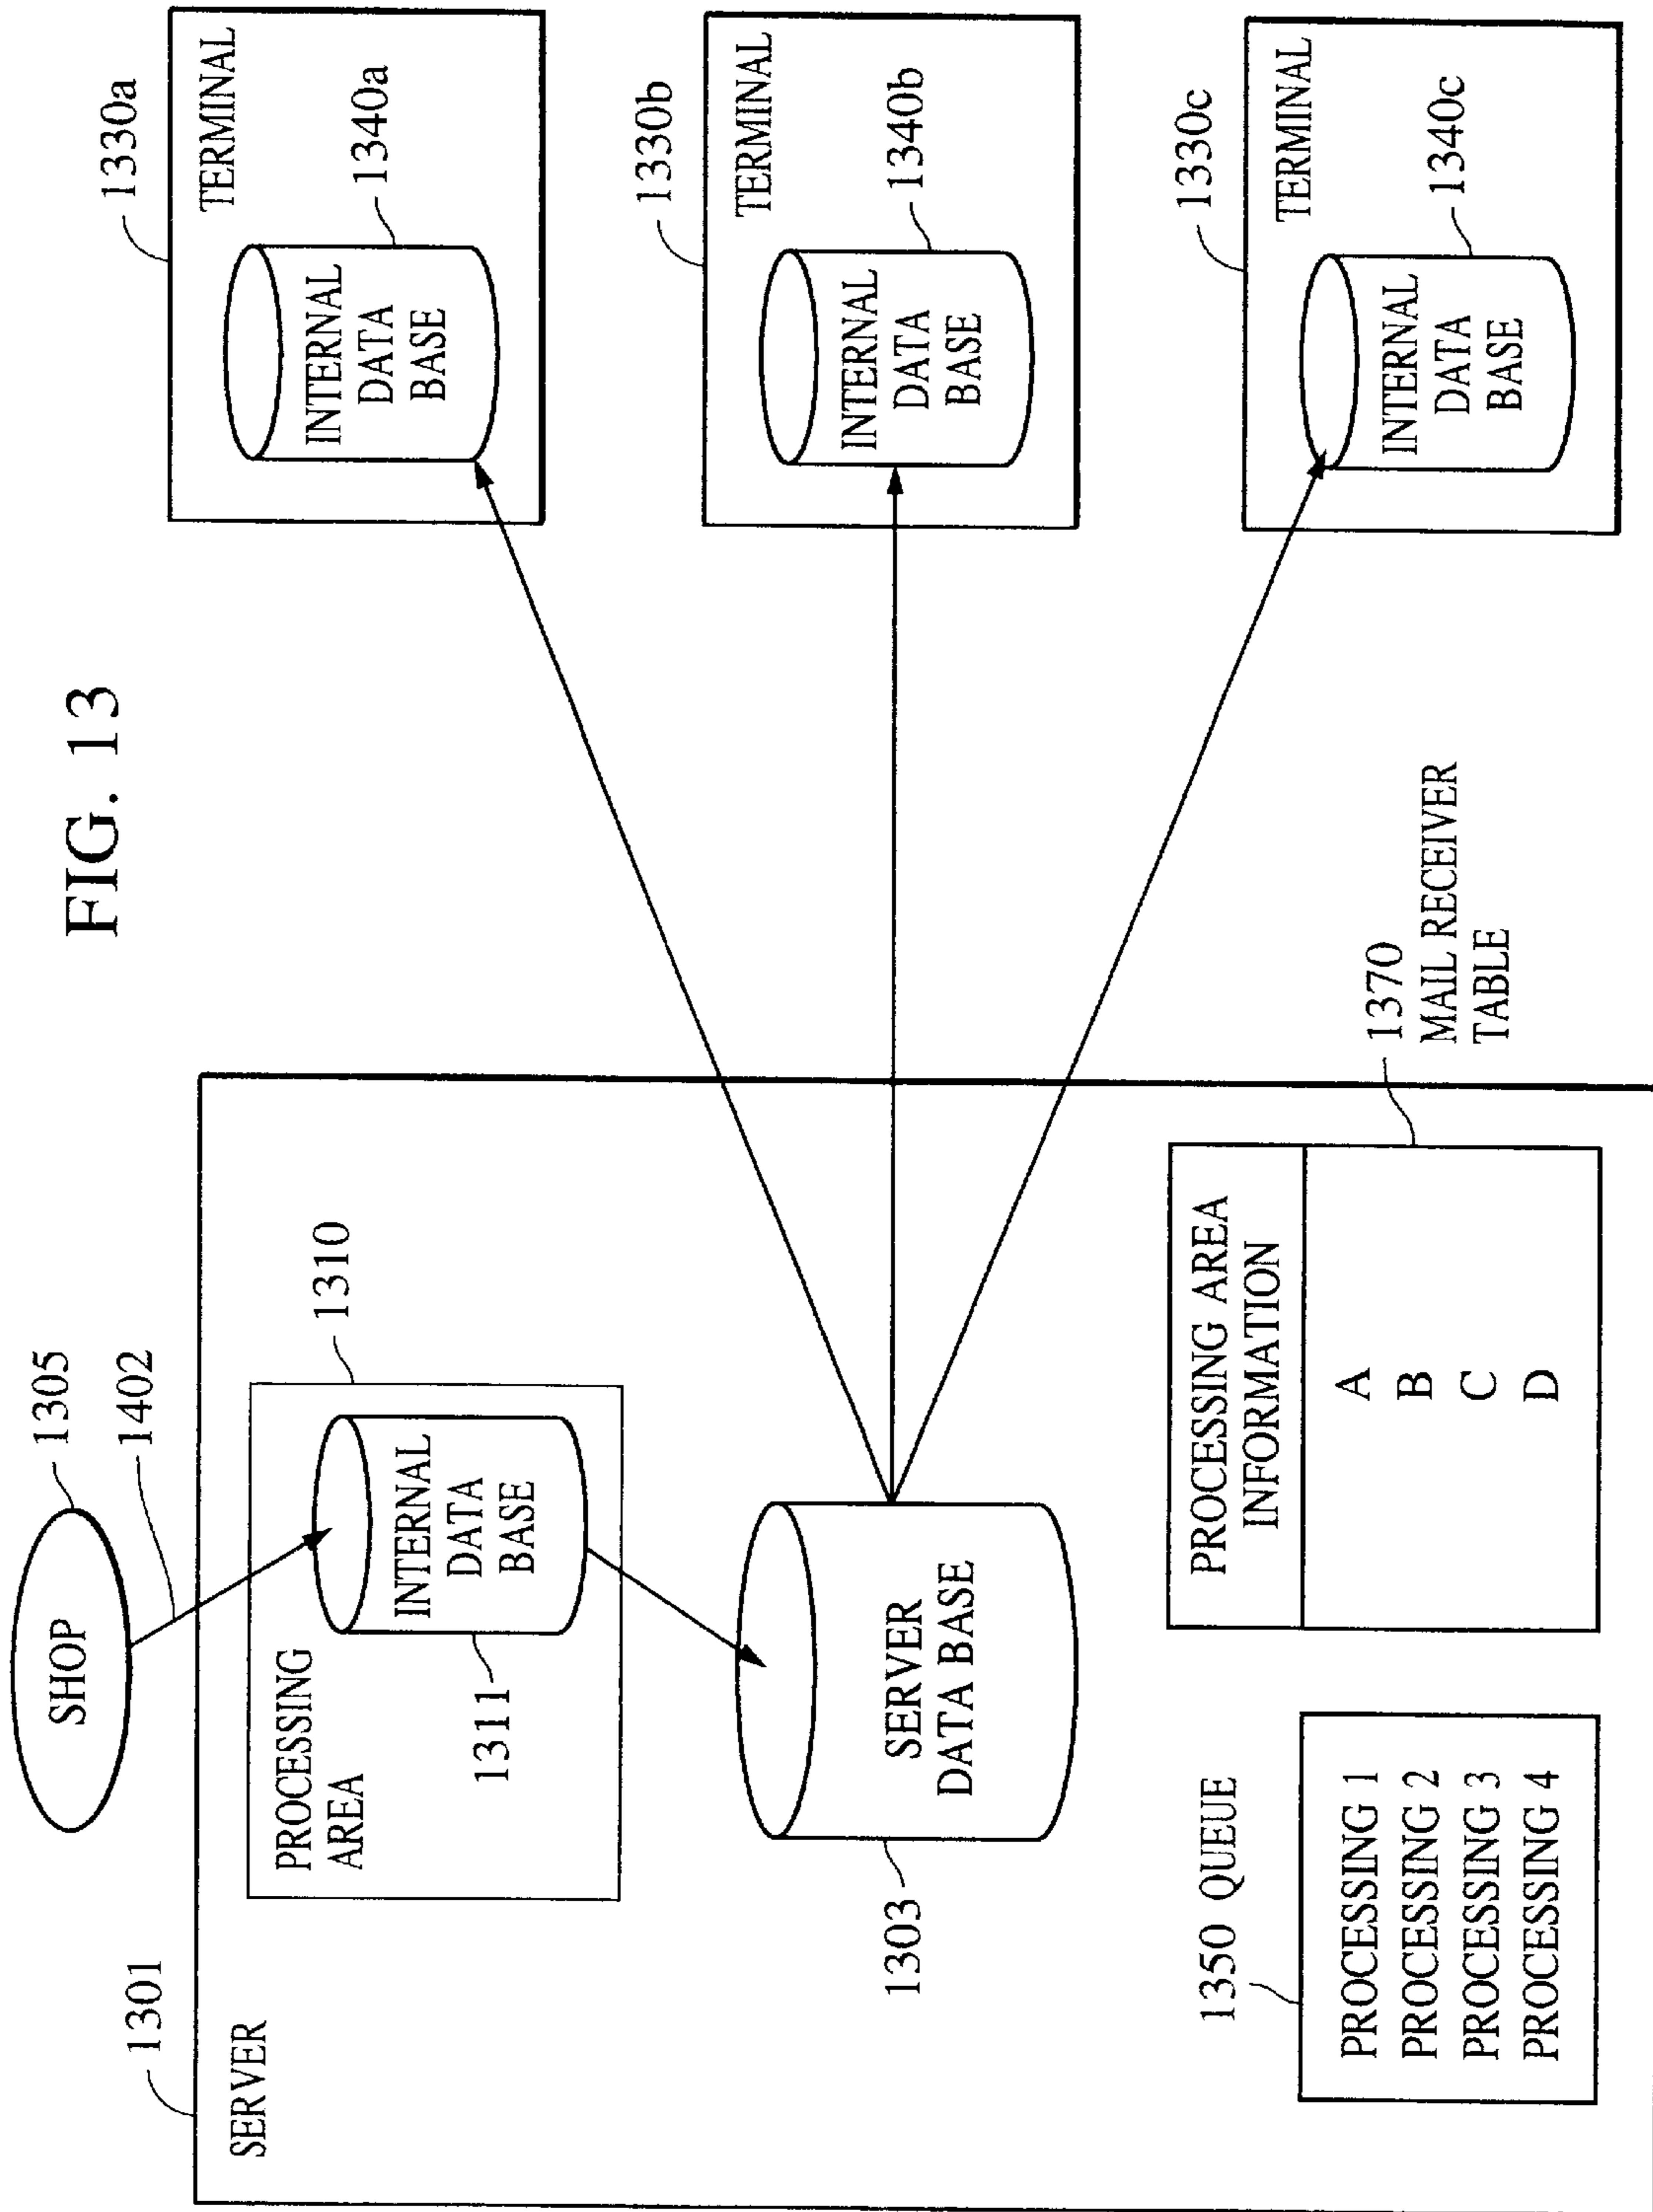 FIG. 13
SHOP
1305
1402
1301
SERVER
PROCESSING
AREA
1310
INTERNAL
DATA
BASE
1311
SERVER
DATA BASE
1303
1350 QUEUE
PROCESSING 1
PROCESSING 2
PROCESSING 3
PROCESSING 4
PROCESSING AREA
INFORMATION
A
B
C
D
1370
MAIL RECEIVER
TABLE
1330a
TERMINAL
INTERNAL
DATA
BASE
1340a
1330b
TERMINAL
INTERNAL
DATA
BASE
1340b
1330c
TERMINAL
INTERNAL
DATA
BASE
1340c